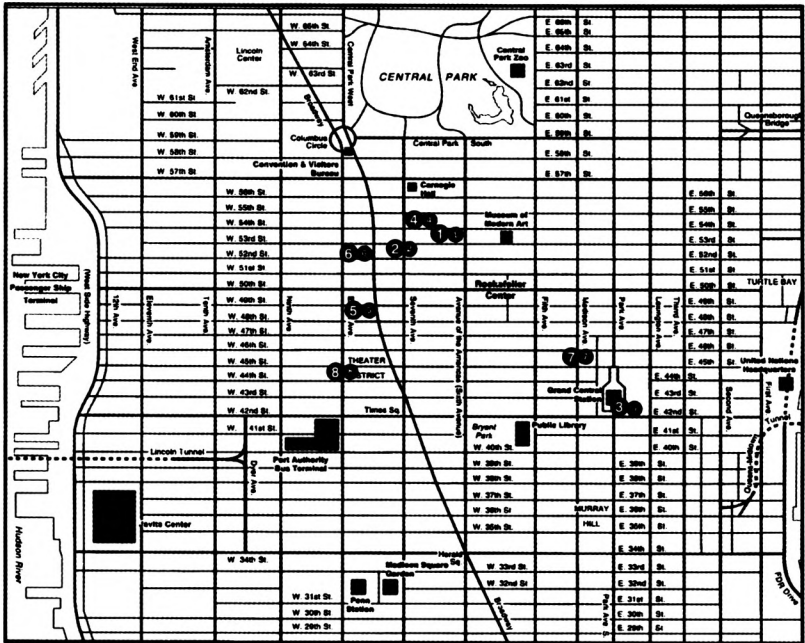 W. 65th St.
W. 64th St.
W. 63rd St
W. 62nd St.
W. 61st St
W. 60th St.
W. 59th St.
W. 58th St.
W. 57th St.
West End Ave.
Amsterdam Ave.
Lincoln
Center
Broadway
Central Park West
CENTRAL PARK
Central
Park Zoo
E. 66th St.
E. 65th St.
E. 64th St.
E. 63rd St
E. 62nd St.
E. 61st St
E. 60th St.
E. 59th St.
E. 58th St.
E. 57th St.
Queensborough
Bridge
Columbus
Circle
Central Park South
Convention & Visitors
Bureau
W. 56th St.
W. 55th St.
W. 54th St.
W. 53rd St
W. 52nd St.
W. 51st St
W. 50th St.
W. 49th St.
W. 48th St.
W. 47th St.
W. 46th St.
W. 45th St.
W. 44th St.
W. 43rd St
W. 42nd St.
W. 41st St.
Carnegie
Hall
4
1
2
6
5
8
7
3
Museum of
Modern Art
Rockefeller
Center
E. 56th St.
E. 55th St.
E. 54th St.
E. 53rd St
E. 52nd St.
E. 51st St
E. 50th St.
E. 49th St.
E. 48th St.
E. 47th St.
E. 46th St.
E. 45th St.
E. 44th St.
E. 43rd St.
E. 42nd St.
E. 41st St.
E. 40th St.
TURTLE BAY
New York City
Passenger Ship
Terminal
(West Side Highway)
12th Ave.
Eleventh Ave.
Tenth Ave.
Ninth Ave.
Ave.
Seventh Ave.
Avenue of the Americas (Sixth Avenue)
Fifth Ave.
Madison Ave.
Park Ave
Lexington Ave.
Third Ave.
Second Ave.
First Ave.
THEATER
DISTRICT
Times Sq.
Grand Central
Station
United Nations
Headquarters
Tunnel
Queens-Midtown
Bryant
Park
Public Library
Port Authority
Bus Terminal
Lincoln Tunnel
Dyer Ave.
W. 40th St.
W. 39th St.
W. 38th St.
W. 37th St.
W. 36th St
W. 35th St.
E. 39th St.
E. 38th St.
E. 37th St.
E. 36th St.
E. 35th St.
E. 34th St.
MURRAY
HILL
Javits Center
Hudson River
W. 34th St.
Herald
Sq
Madison Square
Garden
Penn
Station
W. 33rd St.
W. 32nd St.
W. 31st St.
W. 30th St.
W. 29th St.
Broadway
Park Ave S.
E. 33rd St.
E. 32nd St.
E. 31st St.
E. 30th St.
E. 29th St
FDR Drive